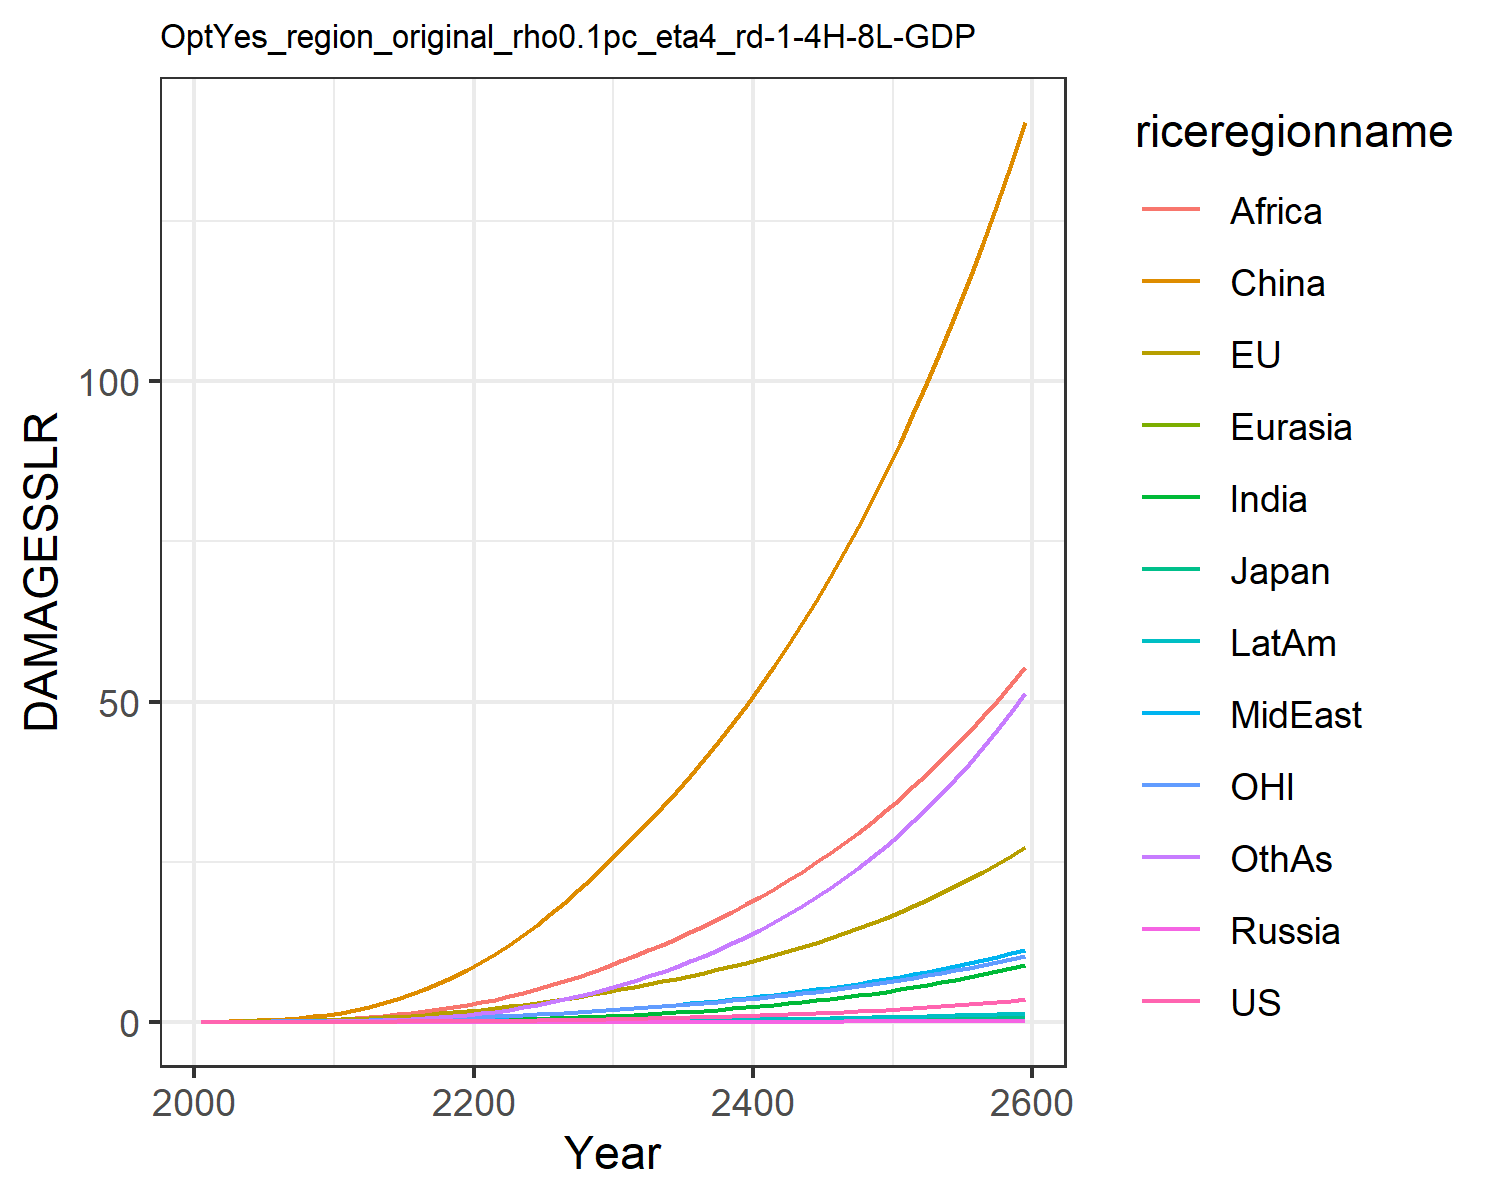 OptYes_region_original_rho0.1pc_eta4_rd-1-4H-8L-GDP
DAMAGESSLR
100
50
0
2000
2200
2400
2600
Year
riceregionname
Africa
China
EU
Eurasia
India
Japan
LatAm
MidEast
OHI
OthAs
Russia
US